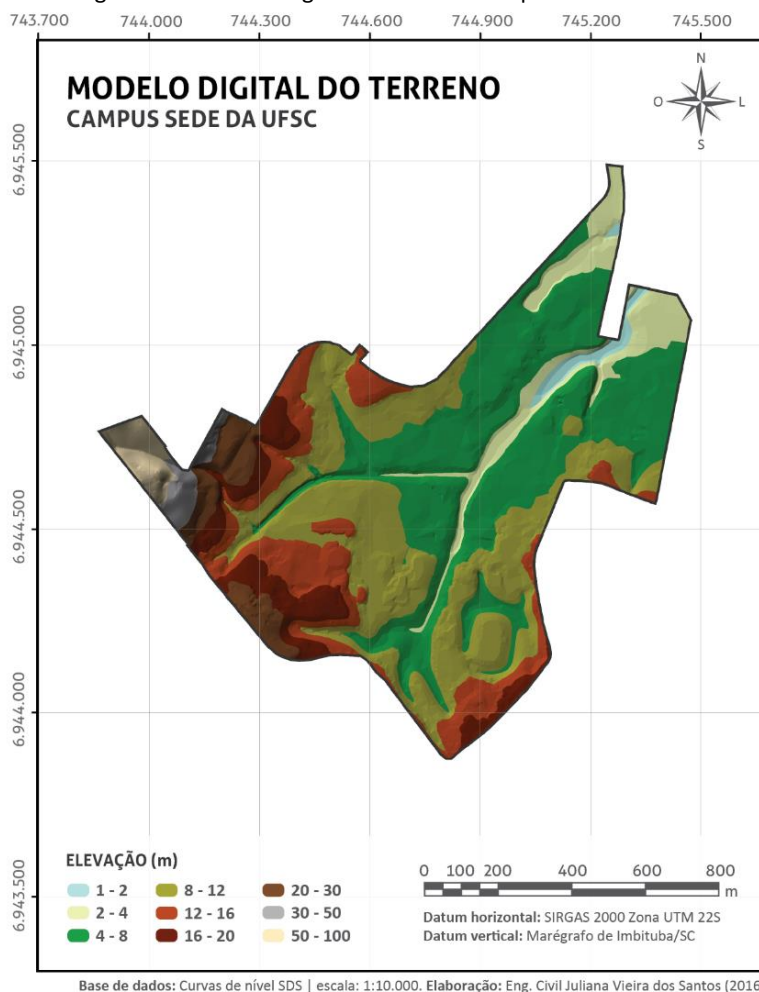 743.700 744.000 744.300 744.600 744.900 745.200 745.500
MODELO DIGITAL DO TERRENO
CAMPUS SEDE DA UFSC
N
O L
S
6.945.500
6.945.000
6.944.500
6.944.000
6.943.500
ELEVAÇÃO (m)
1 - 2 8 - 12 20 - 30
2 - 4 12 - 16 30 - 50
4 - 8 16 - 20 50 - 100
0 100 200 400 600 800
m
Datum horizontal: SIRGAS 2000 Zona UTM 22S
Datum vertical: Marégrafo de Imbituba/SC
Base de dados: Curvas de nível SDS | escala: 1:10.000. Elaboração: Eng. Civil Juliana Vieira dos Santos (2016